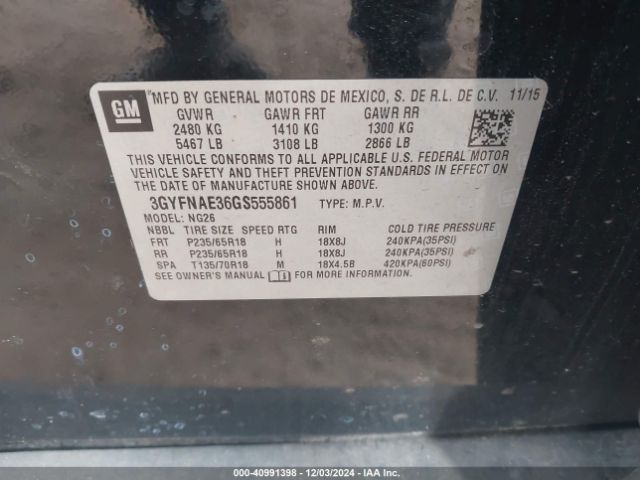 GM
MFD BY GENERAL MOTORS DE MEXICO, S. DE R.L. DE C.V. 11/15
GVWR GAWR FRT GAWR RR
2480 KG 1410 KG 1300 KG
5467 LB 3108 LB 2866 LB
THIS VEHICLE CONFORMS TO ALL APPLICABLE U.S. FEDERAL MOTOR
VEHICLE SAFETY AND THEFT PREVENTION STANDARDS IN EFFECT ON
THE DATE OF MANUFACTURE SHOWN ABOVE.
3GYFNAE36GS555861 TYPE: M.P.V.
MODEL: NG26
NBBL TIRE SIZE SPEED RTG RIM COLD TIRE PRESSURE
FRT P235/65R18 H 18X8J 240KPA(35PSI)
RR P235/65R18 H 18X8J 240KPA(35PSI)
SPA T135/70R18 M 18X4.5B 420KPA(60PSI)
SEE OWNER'S MANUAL FOR MORE INFORMATION.
000-40991398 - 12/03/2024 - IAA Inc.